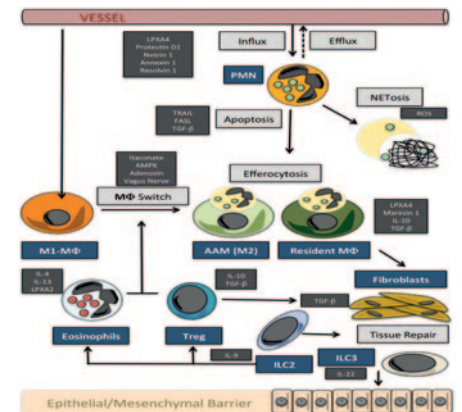 VESSEL
LPXA4
Protectin D1
Netrin 1
Annexin 1
Resolvin 1
Influx
Efflux
PMN
NETosis
ROS
TRAIL
FASL
TGF-β
Apoptosis
Itaconate
AMPK
Adenosin
Vagus Nerve
Efferocytosis
MΦ Switch
LPXA4
Maresin 1
IL-10
TGF-β
M1-MΦ
AAM (M2)
Resident MΦ
IL-4
IL-13
LPXA2
IL-10
TGF-β
Fibroblasts
TGF-β
Eosinophils
Treg
Tissue Repair
IL-9
ILC2
ILC3
IL-22
Epithelial/Mesenchymal Barrier